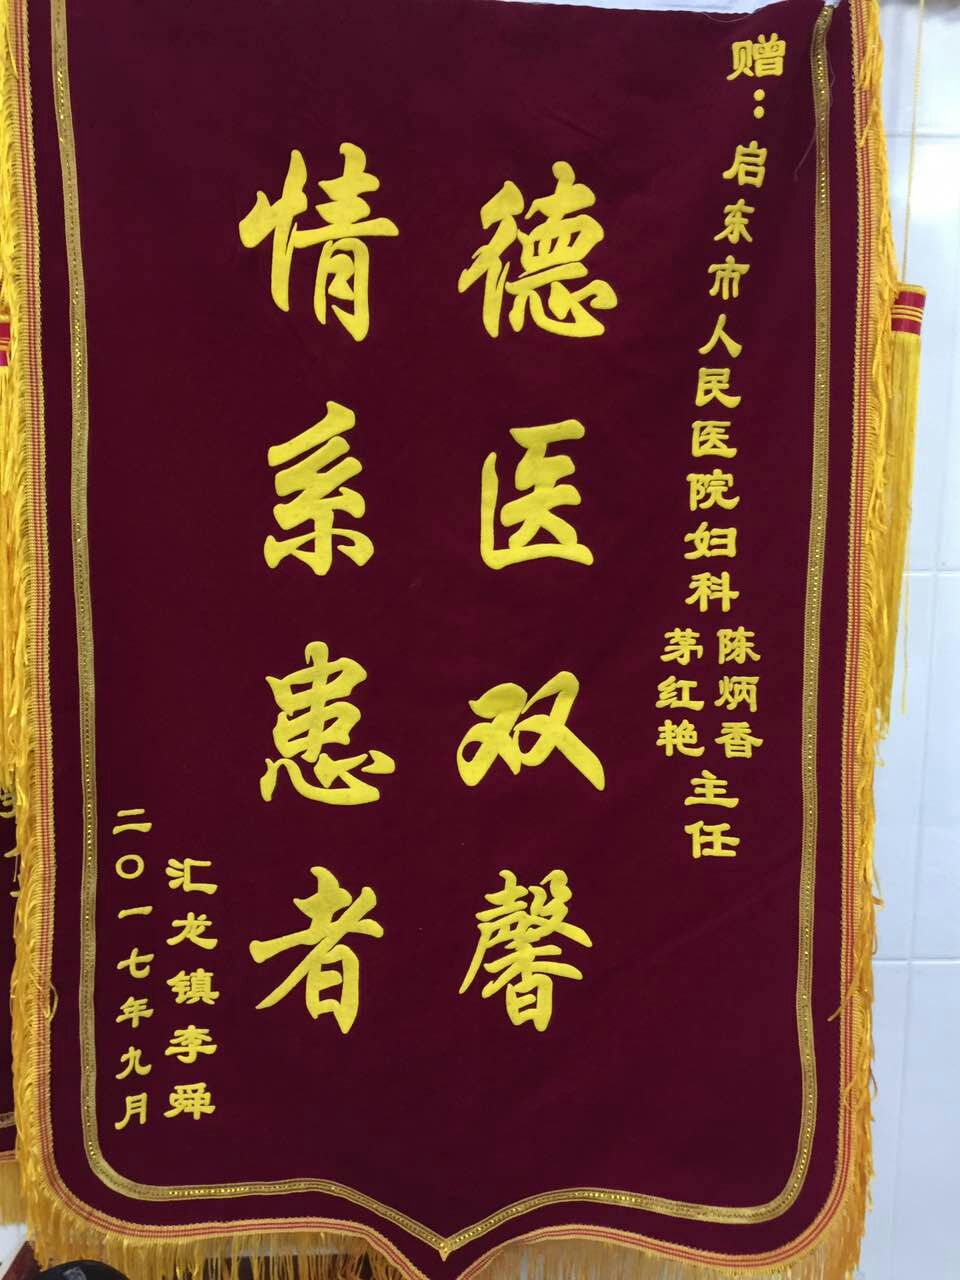 赠：启东市人民医院妇科陈炳香
茅红艳主任
德医双馨
情系患者
汇龙镇李舜
二〇一七年九月